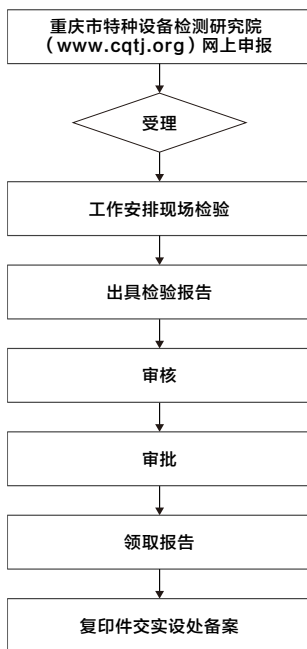 重庆市特种设备检测研究院
（www.cqtj.org）网上申报
受理
工作安排现场检验
出具检验报告
审核
审批
领取报告
复印件交实设处备案